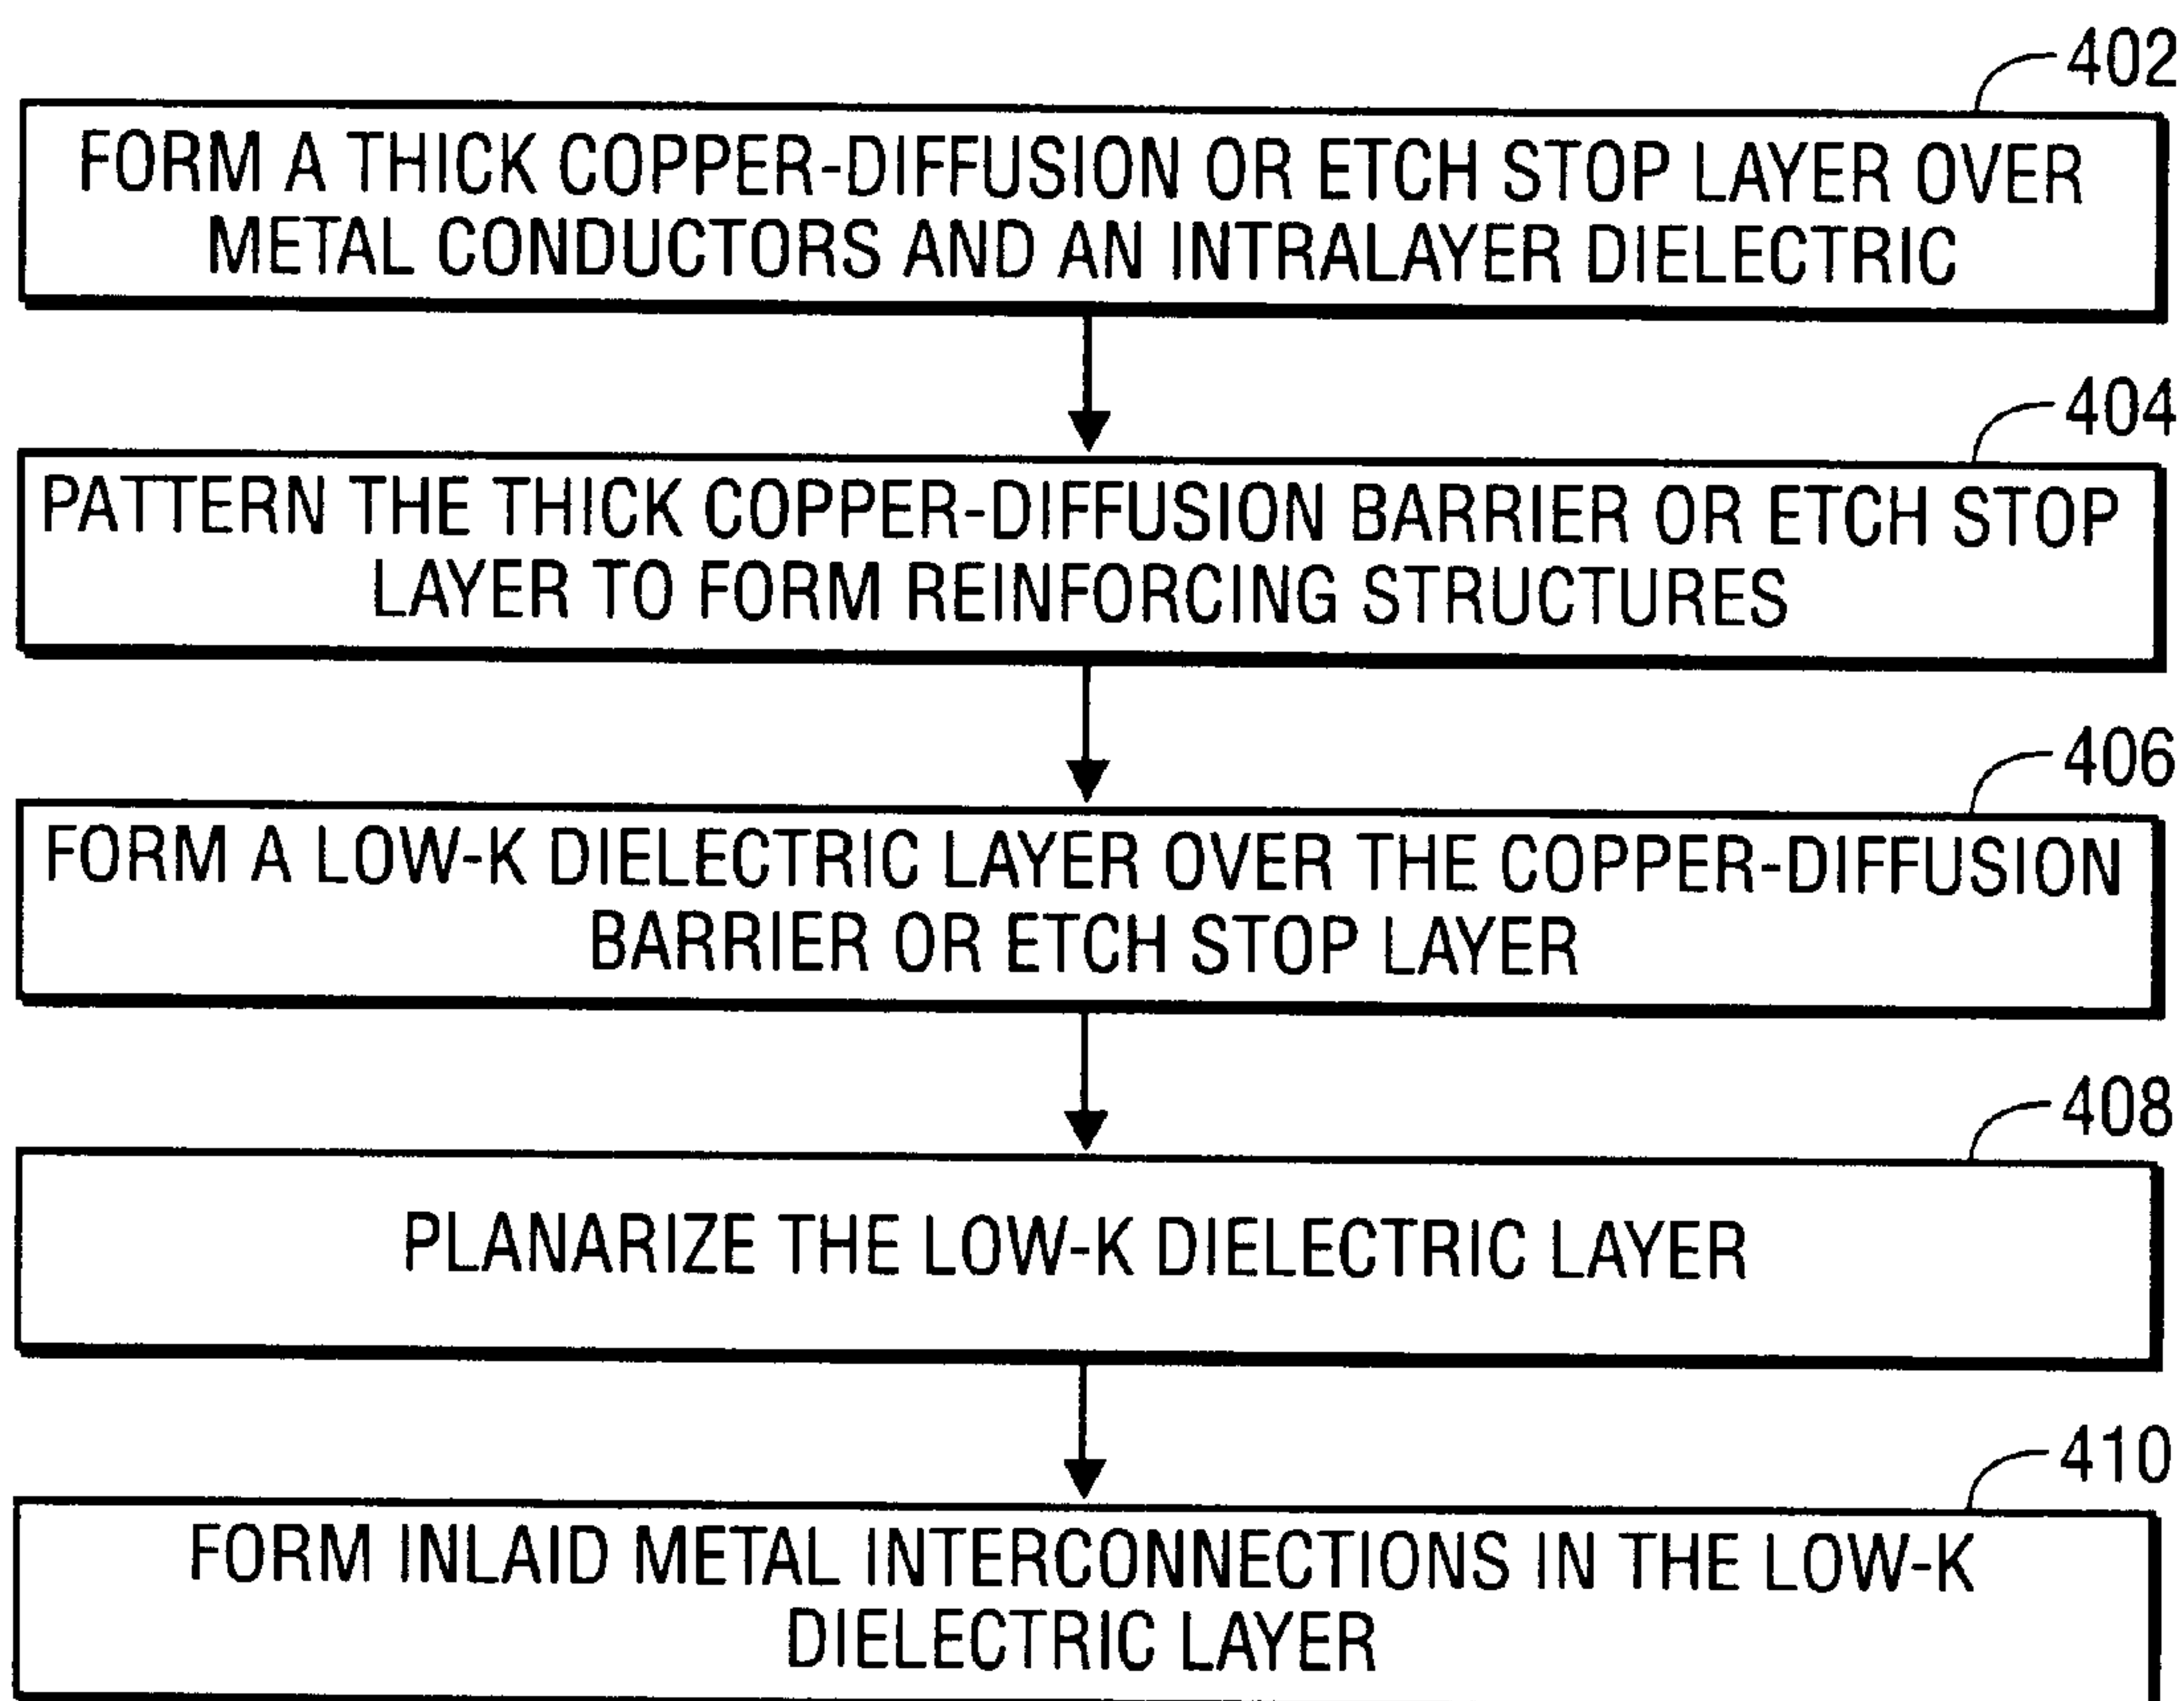 402
FORM A THICK COPPER-DIFFUSION OR ETCH STOP LAYER OVER
METAL CONDUCTORS AND AN INTRALAYER DIELECTRIC
404
PATTERN THE THICK COPPER-DIFFUSION BARRIER OR ETCH STOP
LAYER TO FORM REINFORCING STRUCTURES
406
FORM A LOW-K DIELECTRIC LAYER OVER THE COPPER-DIFFUSION
BARRIER OR ETCH STOP LAYER
408
PLANARIZE THE LOW-K DIELECTRIC LAYER
410
FORM INLAID METAL INTERCONNECTIONS IN THE LOW-K
DIELECTRIC LAYER